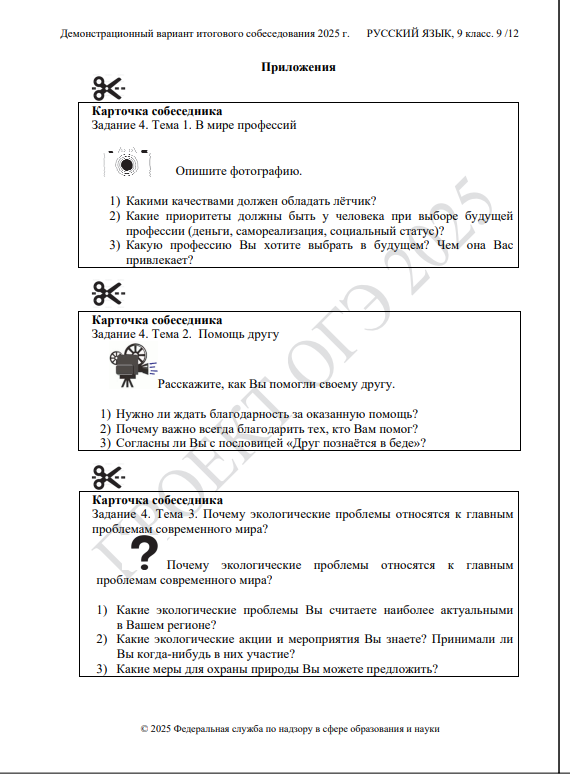 Демонстрационный вариант итогового собеседования 2025 г. РУССКИЙ ЯЗЫК, 9 класс. 9 /12
Приложения
Карточка собеседника
Задание 4. Тема 1. В мире профессий
Опишите фотографию.
1) Какими качествами должен обладать лётчик?
2) Какие приоритеты должны быть у человека при выборе будущей
профессии (деньги, самореализация, социальный статус)?
3) Какую профессию Вы хотите выбрать в будущем? Чем она Вас
привлекает?
Карточка собеседника
Задание 4. Тема 2. Помощь другу
Расскажите, как Вы помогли своему другу.
1) Нужно ли ждать благодарность за оказанную помощь?
2) Почему важно всегда благодарить тех, кто Вам помог?
3) Согласны ли Вы с пословицей «Друг познаётся в беде»?
Карточка собеседника
Задание 4. Тема 3. Почему экологические проблемы относятся к главным
проблемам современного мира?
? Почему экологические проблемы относятся к главным
проблемам современного мира?
1) Какие экологические проблемы Вы считаете наиболее актуальными
в Вашем регионе?
2) Какие экологические акции и мероприятия Вы знаете? Принимали ли
Вы когда-нибудь в них участие?
3) Какие меры для охраны природы Вы можете предложить?
© 2025 Федеральная служба по надзору в сфере образования и науки
ПРОЕКТ ОГЭ 2025